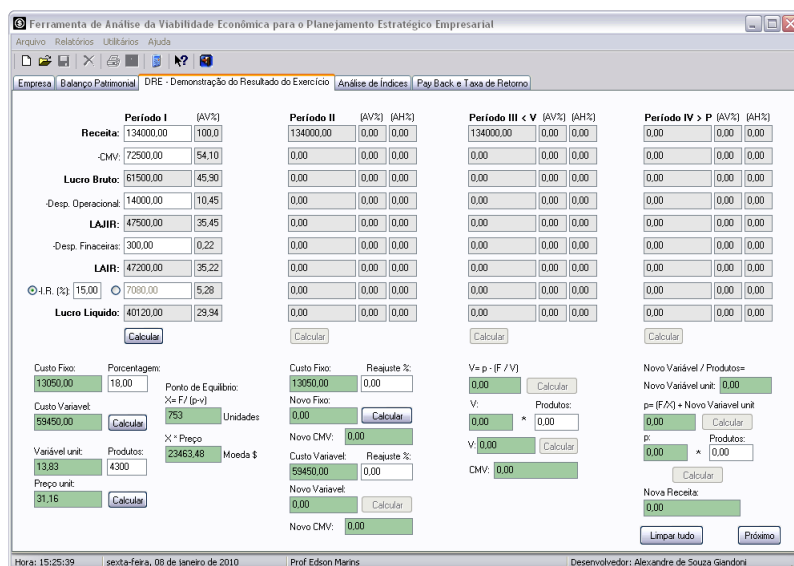 Ferramenta de Análise da Viabilidade Econômica para o Planejamento Estratégico Empresarial
Arquivo Relatórios Utilitários Ajuda
Empresa Balanço Patrimonial DRE - Demonstração do Resultado do Exercício Análise de Índices Pay Back e Taxa de Retorno
Período I (AV%) Período II (AV%) (AH%) Período III < V (AV%) (AH%) Período IV > P (AV%) (AH%)
Receita: 134000,00 100,0 134000,00 0,00 0,00 134000,00 0,00 0,00 0,00 0,00 0,00
-CMV: 72500,00 54,10 0,00 0,00 0,00 0,00 0,00 0,00 0,00 0,00 0,00
Lucro Bruto: 61500,00 45,90 0,00 0,00 0,00 0,00 0,00 0,00 0,00 0,00 0,00
-Desp. Operacional: 14000,00 10,45 0,00 0,00 0,00 0,00 0,00 0,00 0,00 0,00 0,00
LAJIR: 47500,00 35,45 0,00 0,00 0,00 0,00 0,00 0,00 0,00 0,00 0,00
-Desp. Finaceiras: 300,00 0,22 0,00 0,00 0,00 0,00 0,00 0,00 0,00 0,00 0,00
LAIR: 47200,00 35,22 0,00 0,00 0,00 0,00 0,00 0,00 0,00 0,00 0,00
-I.R. (%): 15,00 7080,00 5,28 0,00 0,00 0,00 0,00 0,00 0,00 0,00 0,00 0,00
Lucro Liquido: 40120,00 29,94 0,00 0,00 0,00 0,00 0,00 0,00 0,00 0,00 0,00
Calcular Calcular Calcular Calcular
Custo Fixo: Porcentagem:
13050,00 18,00
Custo Variavel:
59450,00 Calcular
Variável unit: Produtos:
13,83 4300
Preço unit:
31,16 Calcular
Ponto de Equilibrio:
X= F/ (p-v)
753 Unidades
X * Preço
23463,48 Moeda $
Custo Fixo: Reajuste %:
13050,00 0,00
Novo Fixo:
0,00 Calcular
Novo CMV: 0,00
Custo Variavel: Reajuste %:
59450,00 0,00
Novo Variavel:
0,00 Calcular
Novo CMV: 0,00
V= p - (F / V)
0,00 Calcular
V: Produtos:
0,00 * 0,00
V: 0,00 Calcular
CMV: 0,00
Novo Variável / Produtos=
Novo Variável unit: 0,00
p= (F/X) + Novo Variavel unit
0,00 Calcular
p: Produtos:
0,00 * 0,00
Calcular
Nova Receita:
0,00
Limpar tudo Próximo
Hora: 15:25:39 sexta-feira, 08 de janeiro de 2010 Prof Edson Marins Desenvolvedor: Alexandre de Souza Giandoni